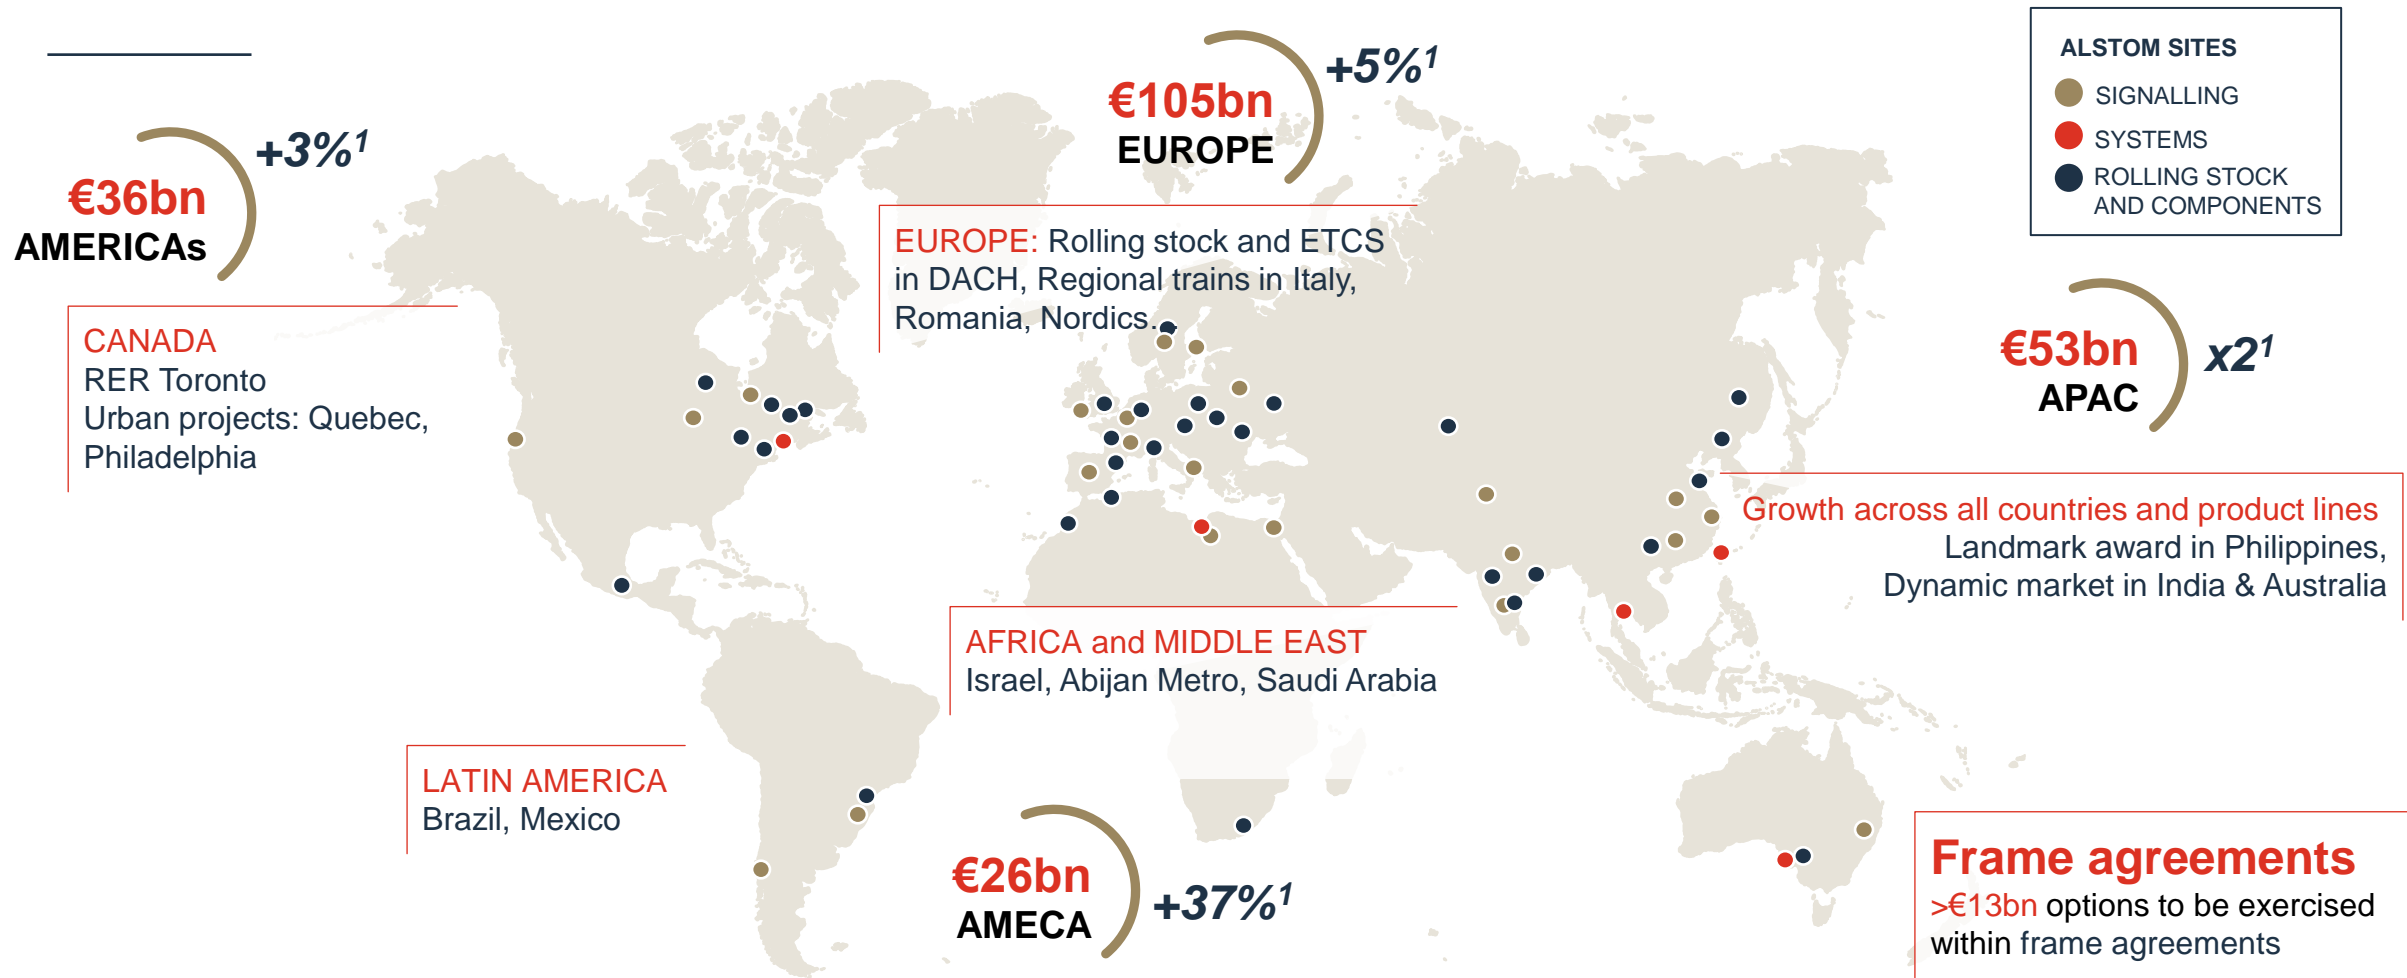 ALSTOM SITES
SIGNALLING
SYSTEMS
ROLLING STOCK
AND COMPONENTS
€36bn
AMERICAs
+3%¹
€105bn
EUROPE
+5%¹
€53bn
APAC
x2¹
CANADA
RER Toronto
Urban projects: Quebec,
Philadelphia
EUROPE: Rolling stock and ETCS
in DACH, Regional trains in Italy,
Romania, Nordics…
Growth across all countries and product lines
Landmark award in Philippines,
Dynamic market in India & Australia
AFRICA and MIDDLE EAST
Israel, Abijan Metro, Saudi Arabia
LATIN AMERICA
Brazil, Mexico
€26bn
AMECA
+37%¹
Frame agreements
>€13bn options to be exercised
within frame agreements